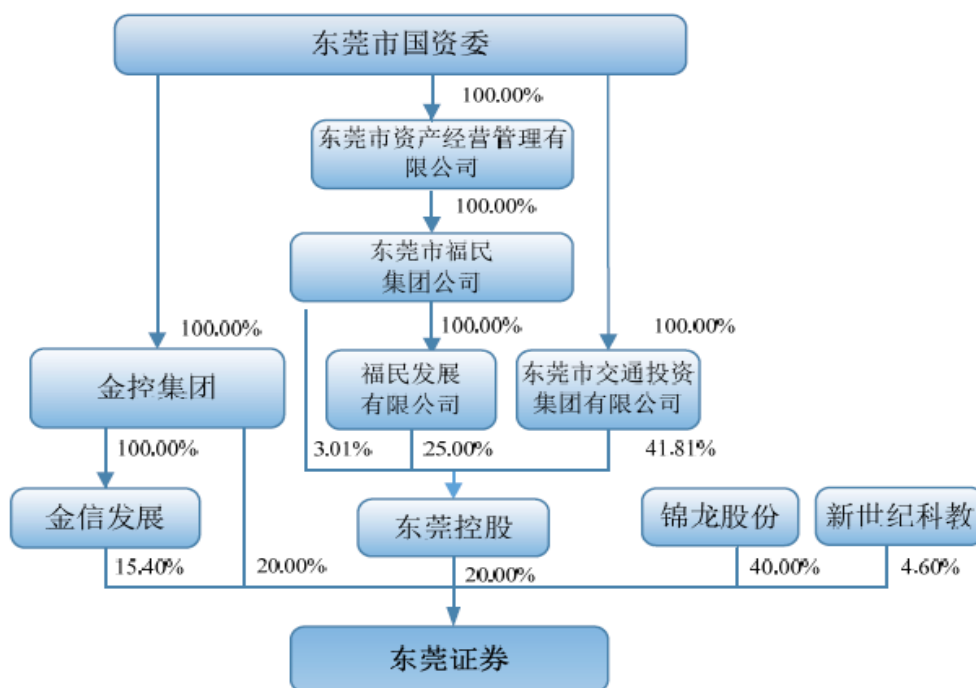 东莞市国资委
100.00%
东莞市资产经营管理有
限公司
100.00%
东莞市福民
集团公司
100.00%
100.00%
100.00%
金控集团
福民发展
有限公司
东莞市交通投资
集团有限公司
100.00%
3.01%
25.00%
41.81%
金信发展
东莞控股
锦龙股份
新世纪科教
15.40%
20.00%
20.00%
40.00%
4.60%
东莞证券